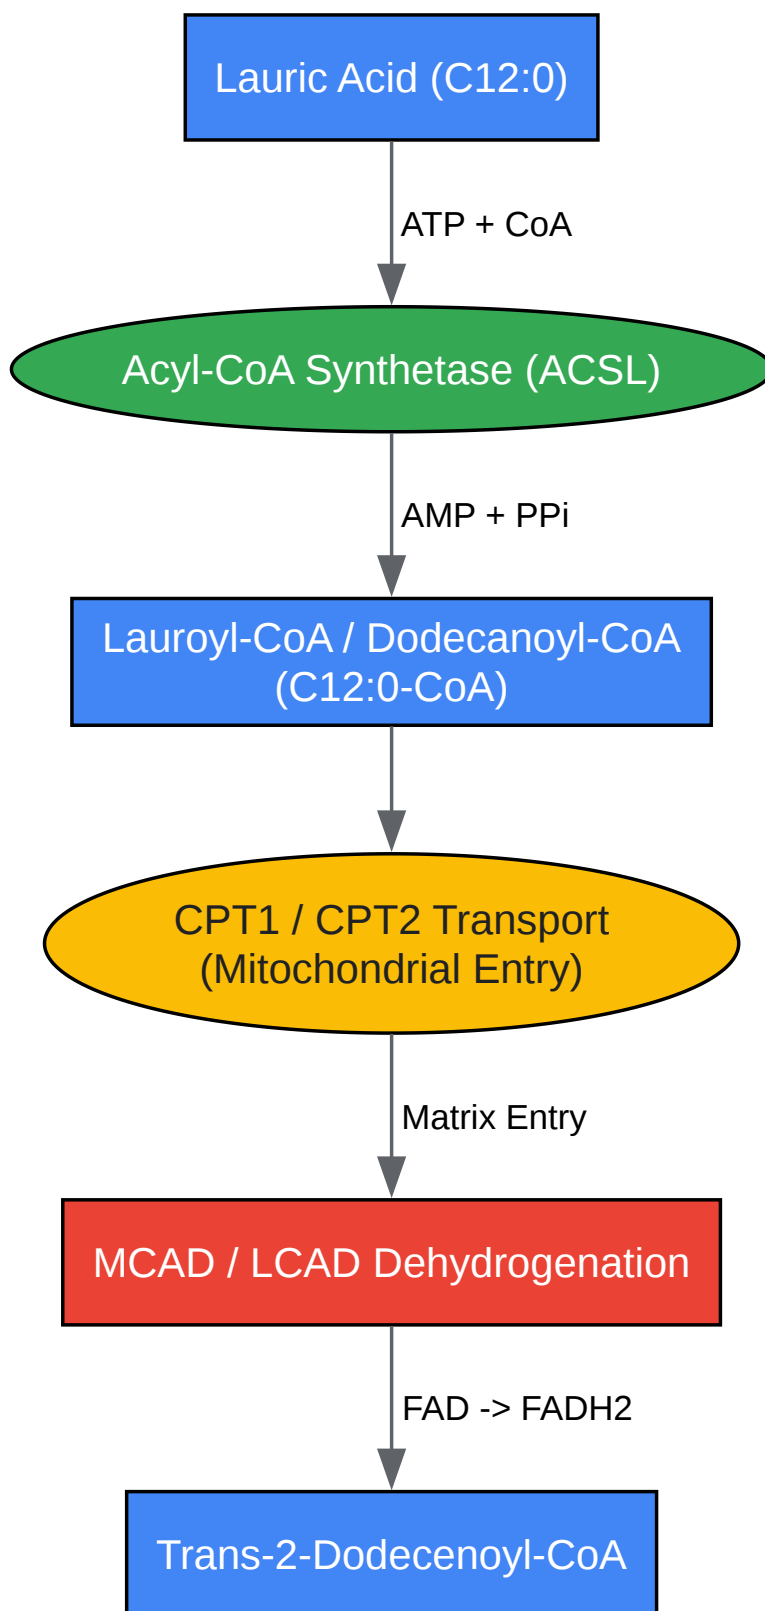 Lauric Acid (C12:0)
ATP + CoA
Acyl-CoA Synthetase (ACSL)
AMP + PPi
Lauroyl-CoA / Dodecanoyl-CoA
(C12:0-CoA)
CPT1 / CPT2 Transport
(Mitochondrial Entry)
Matrix Entry
MCAD / LCAD Dehydrogenation
FAD -> FADH2
Trans-2-Dodecenoyl-CoA